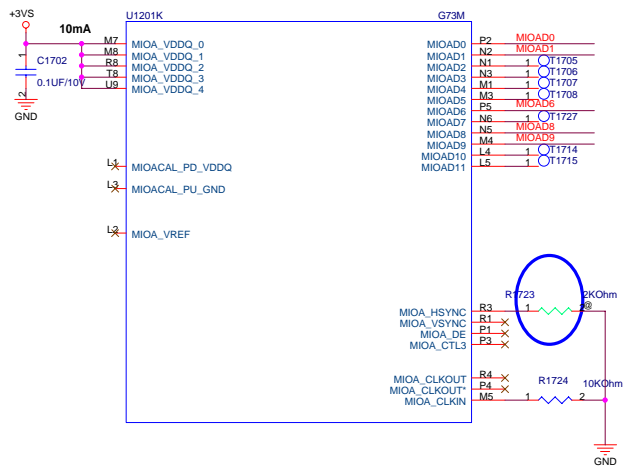 +3VS
10mA
U1201K
G73M
1
C1702
0.1UF/10V
2
GND
M7 MIOA_VDDQ_0
M8 MIOA_VDDQ_1
R8 MIOA_VDDQ_2
T8 MIOA_VDDQ_3
U9 MIOA_VDDQ_4
L1 MIOACAL_PD_VDDQ
L3 MIOACAL_PU_GND
L2 MIOA_VREF
MIOAD0 P2 MIOAD0
MIOAD1 N2 MIOAD1
MIOAD2 N1 1 T1705
MIOAD3 N3 1 T1706
MIOAD4 M1 1 T1707
MIOAD5 M3 1 T1708
MIOAD6 P5 MIOAD6
MIOAD7 N6 1 T1727
MIOAD8 N5 MIOAD8
MIOAD9 M4 MIOAD9
MIOAD10 L4 1 T1714
MIOAD11 L5 1 T1715
R1723 2KOhm
MIOA_HSYNC R3 1 2 @
MIOA_VSYNC R1
MIOA_DE P1
MIOA_CTL3 P3
MIOA_CLKOUT R4
MIOA_CLKOUT* P4
R1724 10KOhm
MIOA_CLKIN M5 1 2
GND